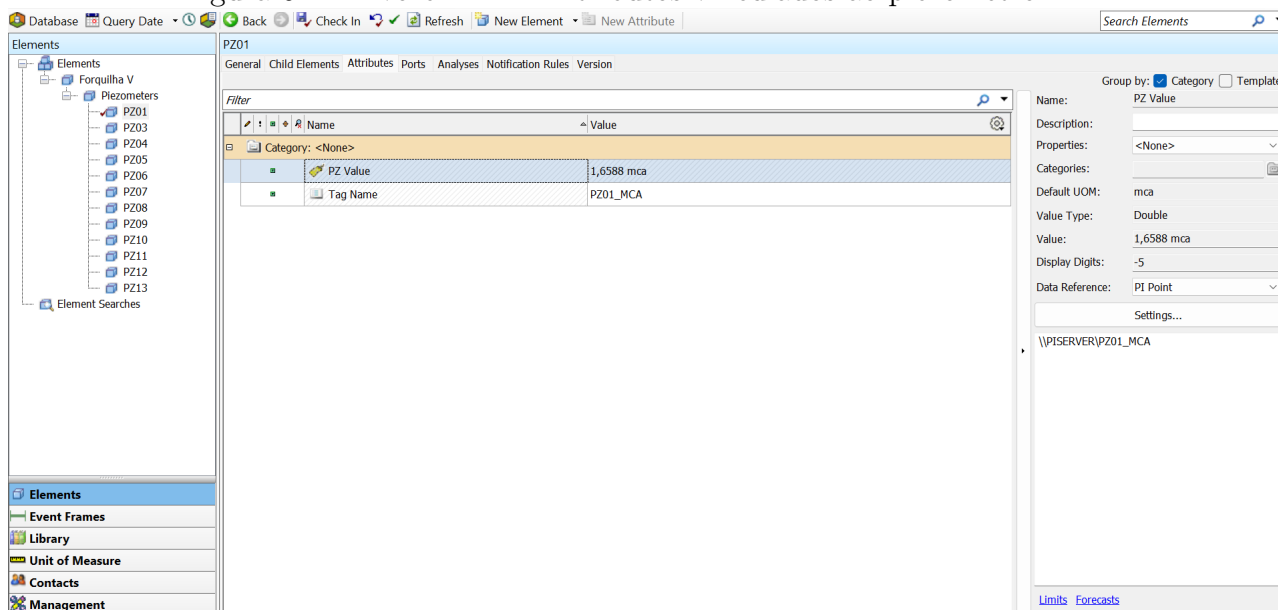 Database Query Date Back Check In Refresh New Element New Attribute Search Elements
Elements
Elements
Forquilha V
Piezometers
PZ01
PZ03
PZ04
PZ05
PZ06
PZ07
PZ08
PZ09
PZ10
PZ11
PZ12
PZ13
Element Searches
Elements
Event Frames
Library
Unit of Measure
Contacts
Management
PZ01
General Child Elements Attributes Ports Analyses Notification Rules Version
Group by: Category Template
Filter
Name Value
Category: <None>
PZ Value 1,6588 mca
Tag Name PZ01_MCA
Name: PZ Value
Description:
Properties: <None>
Categories:
Default UOM: mca
Value Type: Double
Value: 1,6588 mca
Display Digits: -5
Data Reference: PI Point
Settings...
\\PISERVER\PZ01_MCA
Limits Forecasts